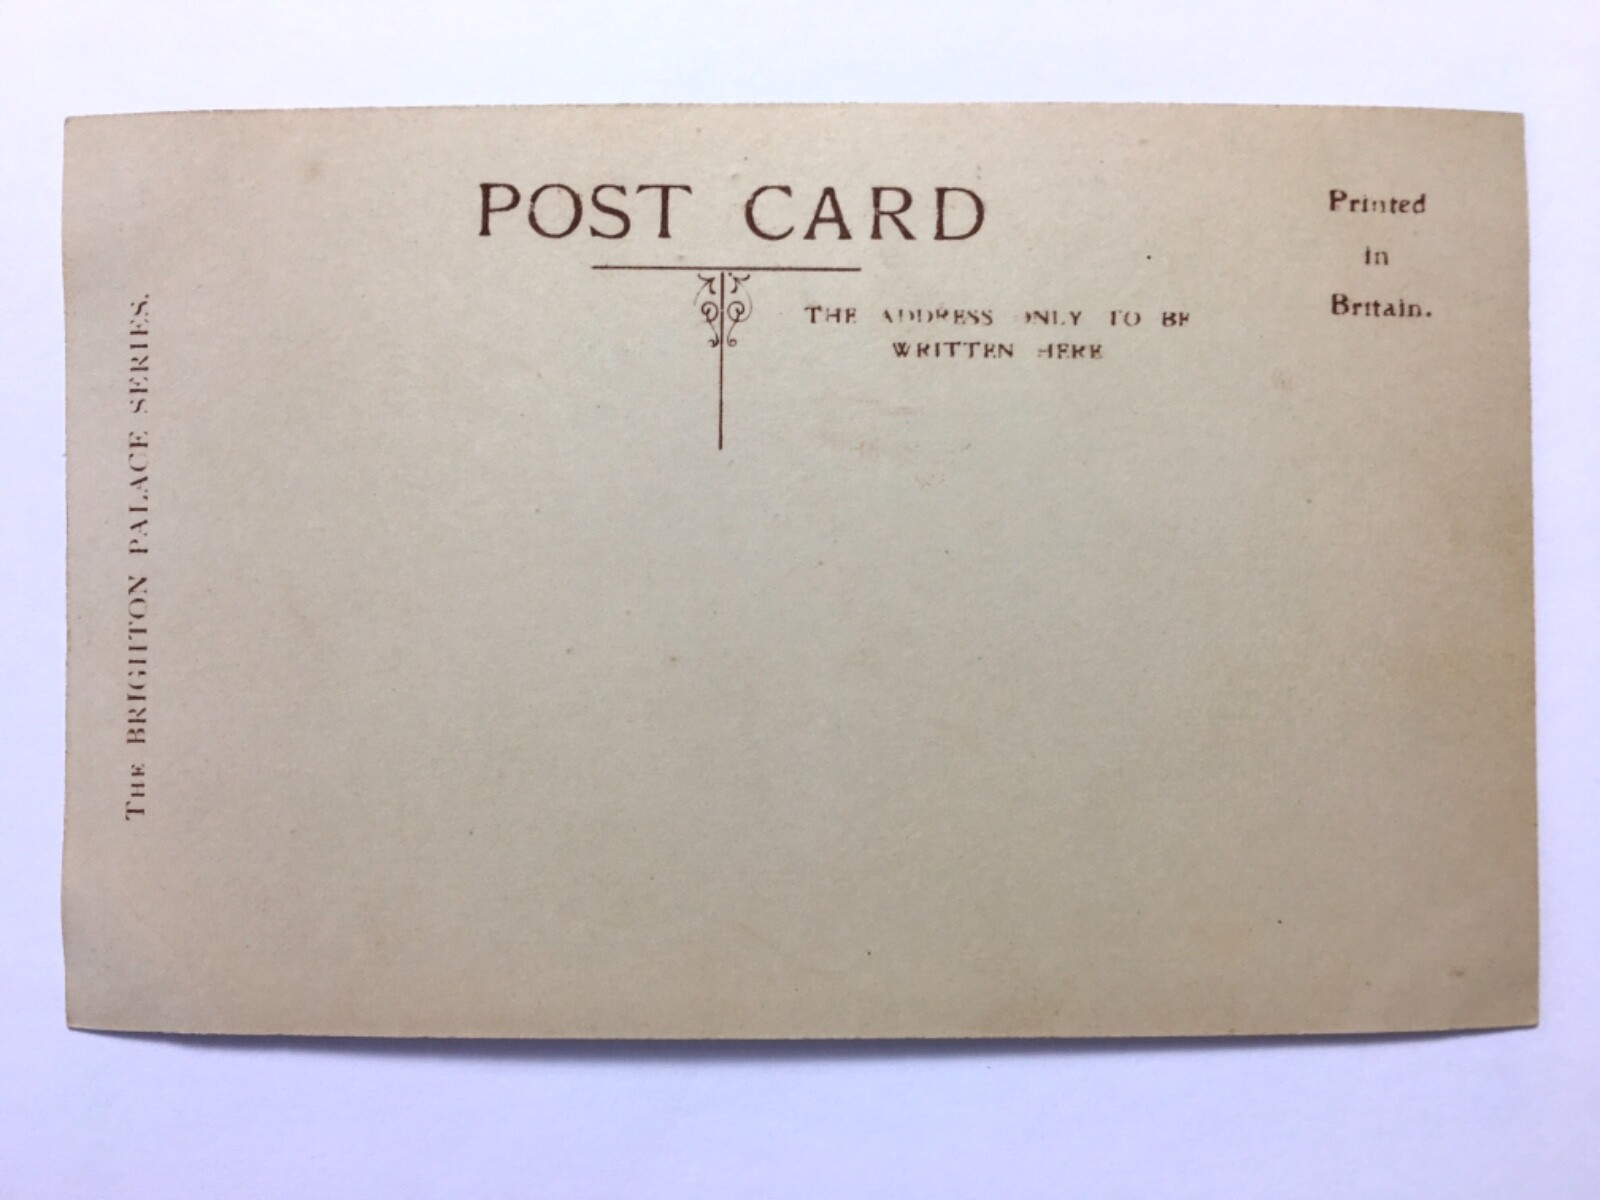 POST CARD
THE ADDRESS ONLY TO BE
WRITTEN HERE
Printed
in
Britain.
THE BRIGHTON PALACE SERIES.